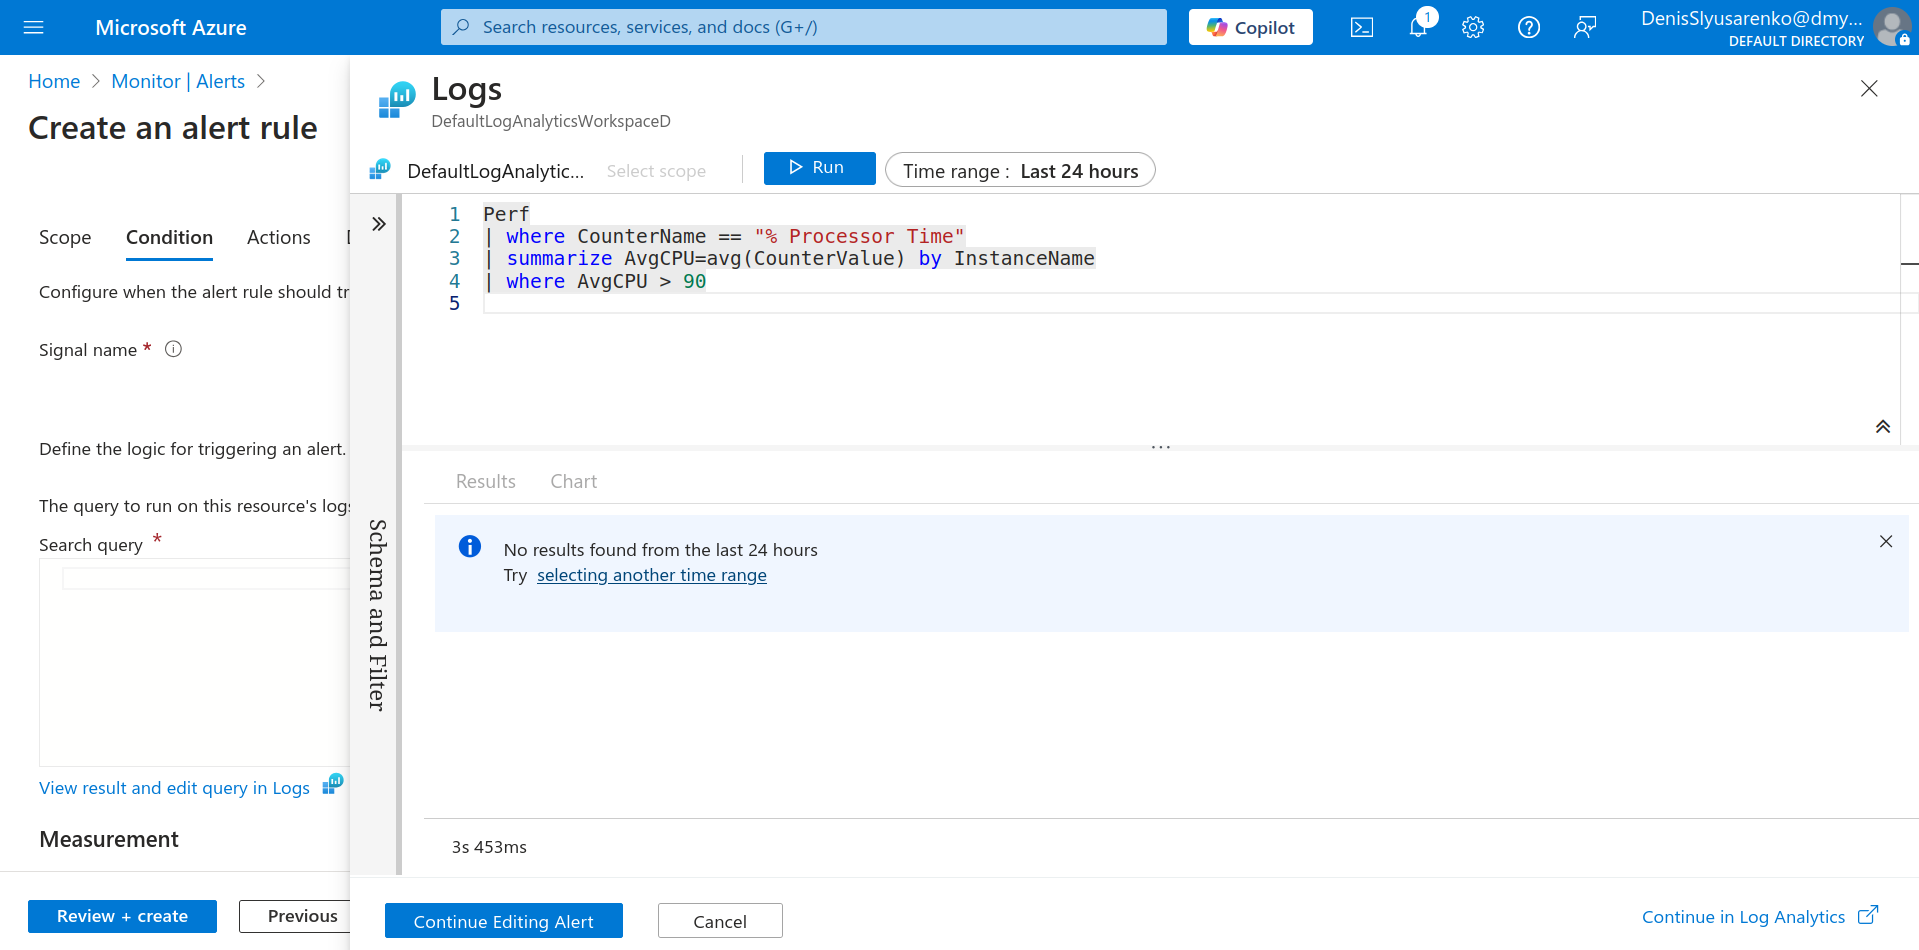 Microsoft Azure
Search resources, services, and docs (G+/)
Copilot
1
DenisSlyusarenko@dmy...
DEFAULT DIRECTORY
Home
Monitor | Alerts
Create an alert rule
Scope
Condition
Actions
Configure when the alert rule should tr
Signal name *
Define the logic for triggering an alert.
The query to run on this resource's logs
Search query *
View result and edit query in Logs
Measurement
Review + create
Previous
Logs
DefaultLogAnalyticsWorkspaceD
DefaultLogAnalytic...
Select scope
Run
Time range : Last 24 hours
Schema and Filter
1 Perf
2 | where CounterName == "% Processor Time"
3 | summarize AvgCPU=avg(CounterValue) by InstanceName
4 | where AvgCPU > 90
5
Results
Chart
No results found from the last 24 hours
Try selecting another time range
3s 453ms
Continue Editing Alert
Cancel
Continue in Log Analytics